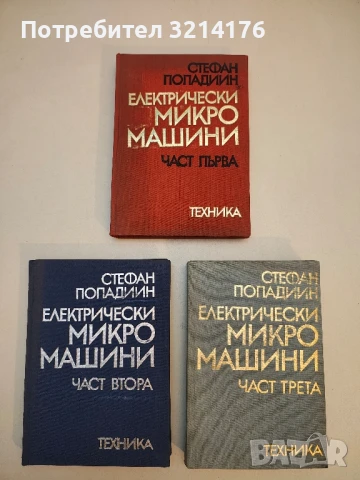 Потребител 3214176
СТЕФАН
ПОПАДИИН
ЕЛЕКТРИЧЕСКИ
МИКРО
МАШИНИ
ЧАСТ ПЪРВА
ТЕХНИКА
СТЕФАН
ПОПАДИИН
ЕЛЕКТРИЧЕСКИ
МИКРО
МАШИНИ
ЧАСТ ВТОРА
ТЕХНИКА
СТЕФАН
ПОПАДИИН
ЕЛЕКТРИЧЕСКИ
МИКРО
МАШИНИ
ЧАСТ ТРЕТА
ТЕХНИКА
BAZAR